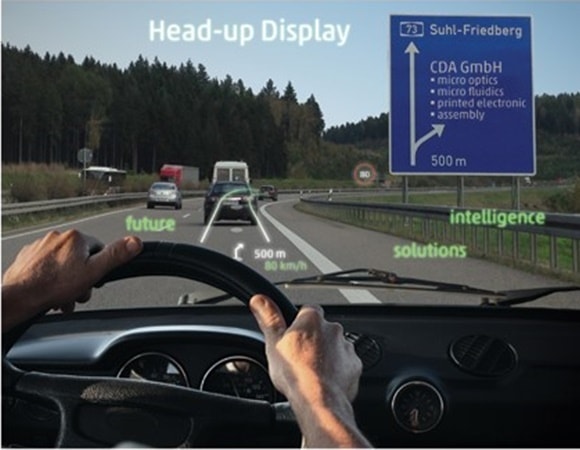 Head-up Display
73 Suhl-Friedberg
CDA GmbH
▪ micro optics
▪ micro fluidics
▪ printed electronic
▪ assembly
500 m
80
future
intelligence
solutions
500 m
80 km/h